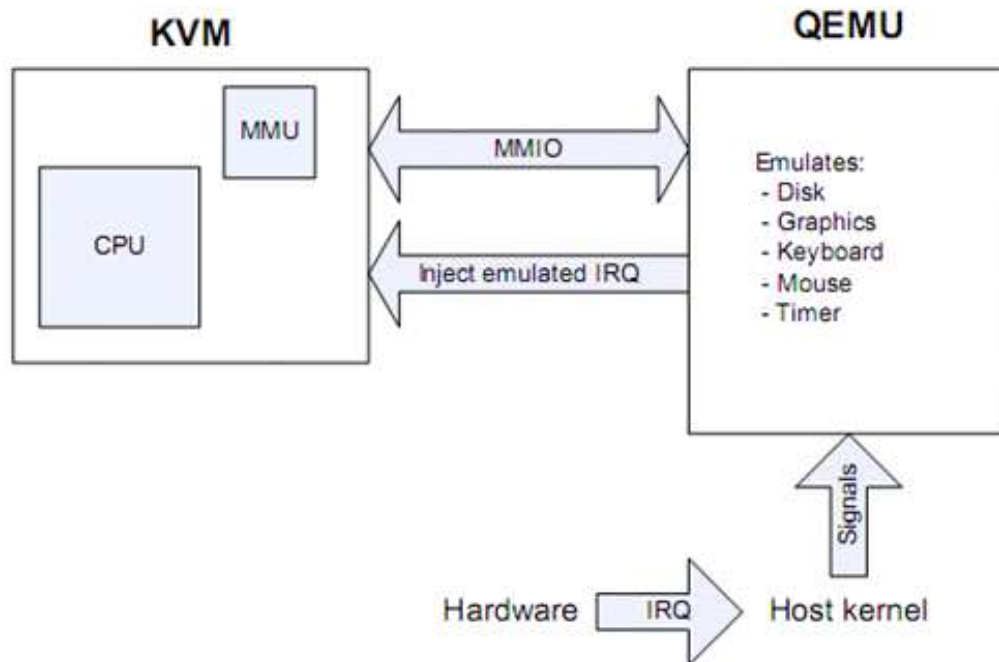 KVM
QEMU
MMU
CPU
MMIO
Inject emulated IRQ
Emulates:
- Disk
- Graphics
- Keyboard
- Mouse
- Timer
Signals
Hardware
IRQ
Host kernel